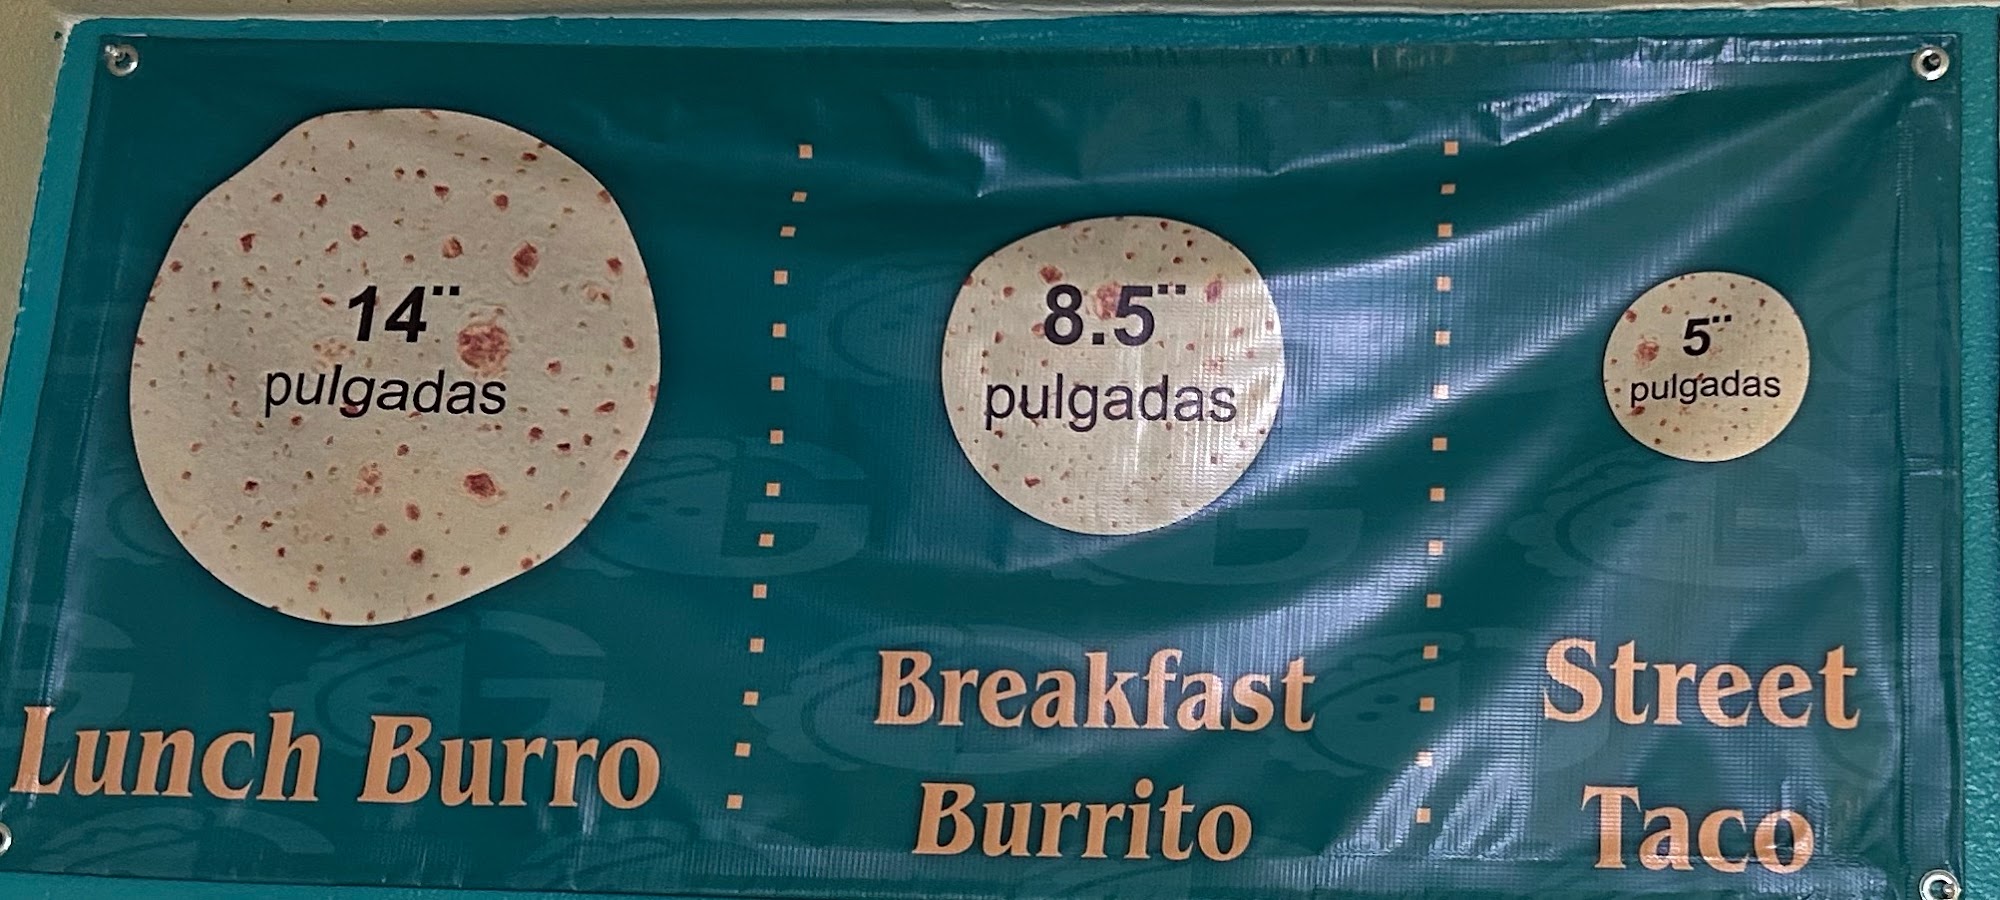 14¨
pulgadas
Lunch Burro
8.5¨
pulgadas
Breakfast
Burrito
5¨
pulgadas
Street
Taco